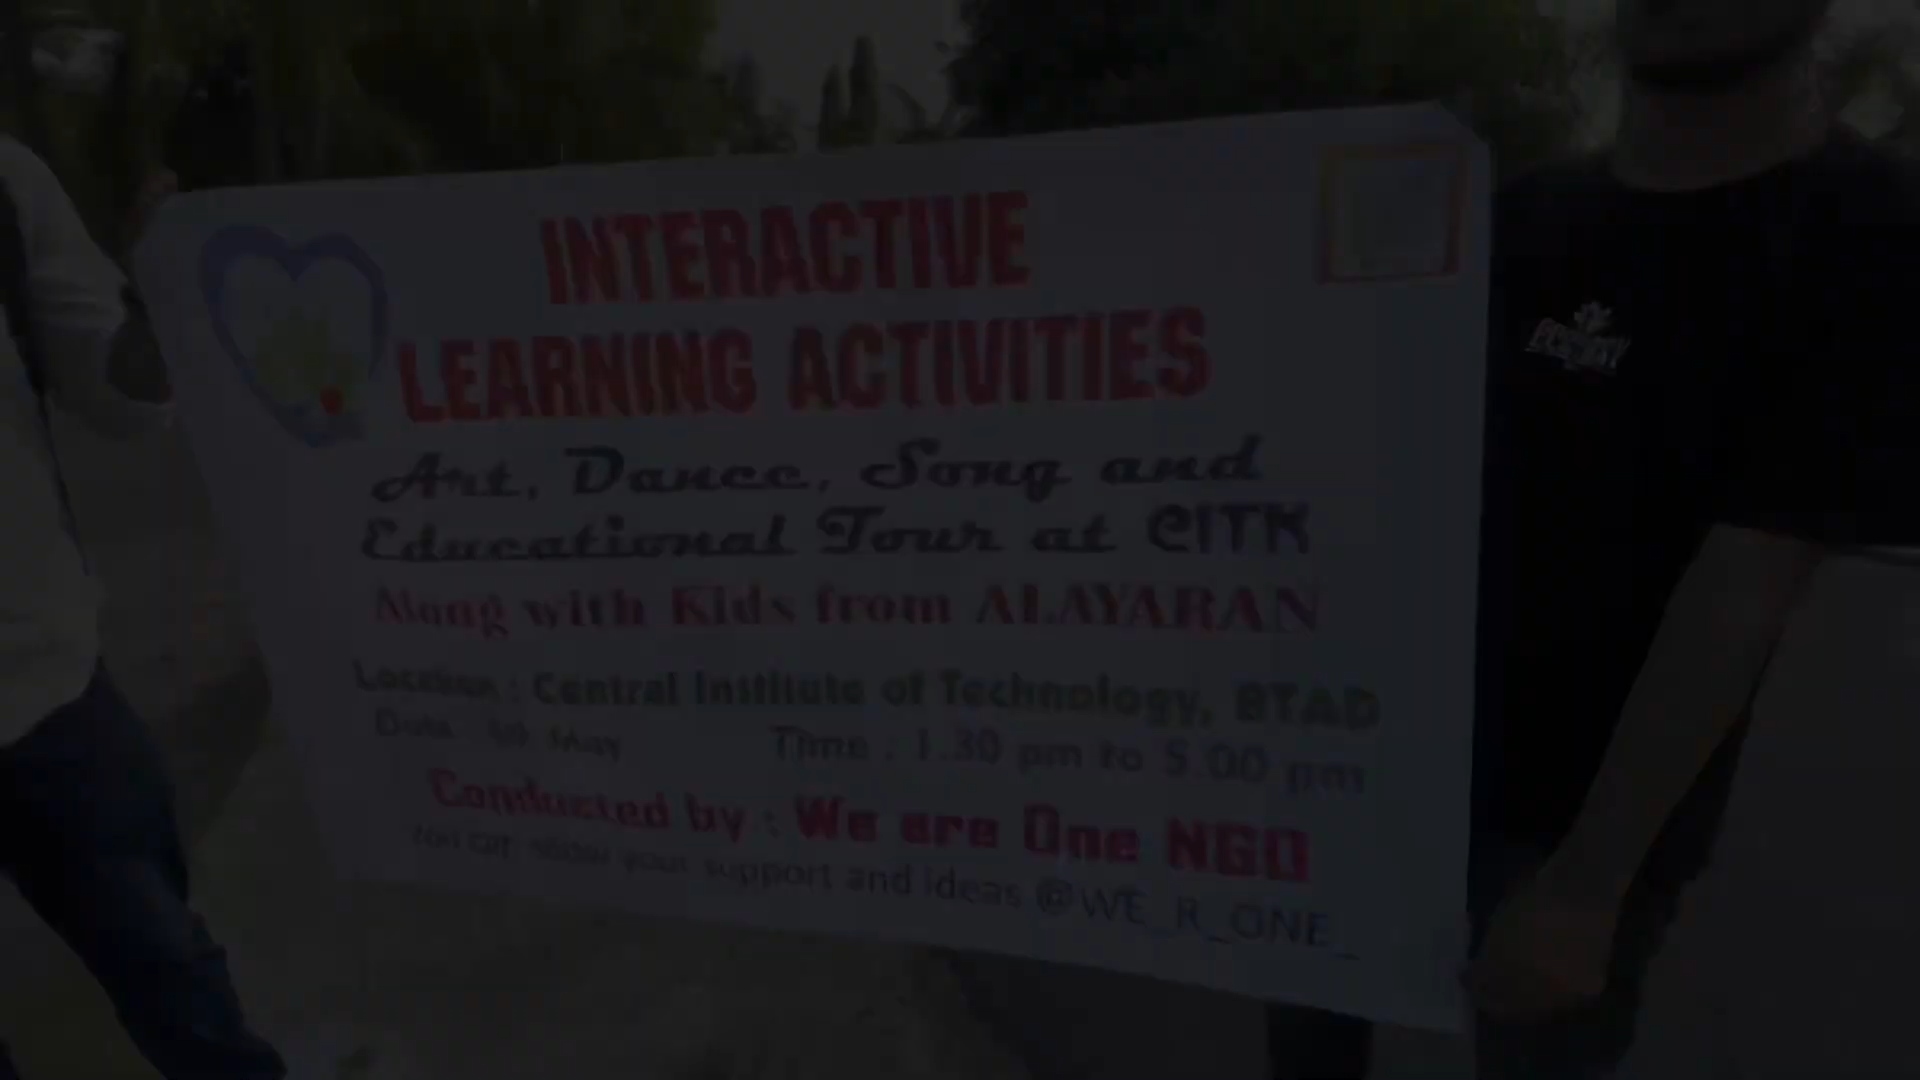 INTERACTIVE
LEARNING ACTIVITIES
Art, Dance, Song and
Educational Tour at CITK
Along with Kids from ALAYARAN
Location : Central Institute of Technology, BTAD
Date : May Time : 1.30 pm to 5.00 pm
Conducted by : We are One NGO
You can show your support and ideas @WE_R_ONE_